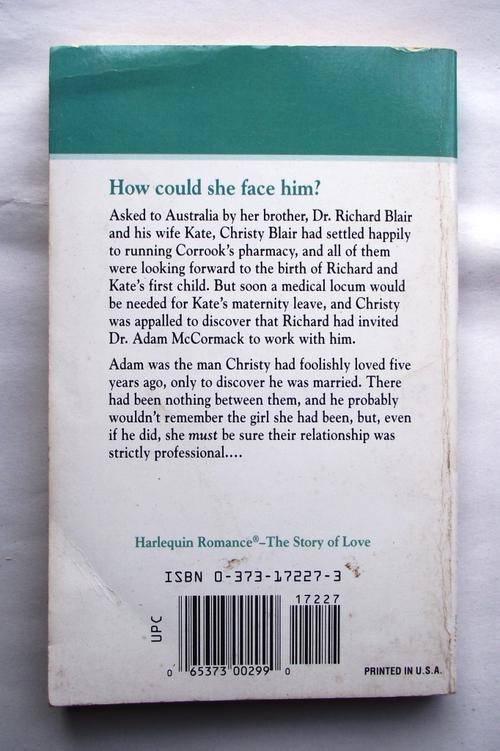 How could she face him?
Asked to Australia by her brother, Dr. Richard Blair
and his wife Kate, Christy Blair had settled happily
to running Corrook's pharmacy, and all of them
were looking forward to the birth of Richard and
Kate's first child. But soon a medical locum would
be needed for Kate's maternity leave, and Christy
was appalled to discover that Richard had invited
Dr. Adam McCormack to work with him.
Adam was the man Christy had foolishly loved five
years ago, only to discover he was married. There
had been nothing between them, and he probably
wouldn't remember the girl she had been, but, even
if he did, she must be sure their relationship was
strictly professional....
Harlequin Romance®–The Story of Love
ISBN 0-373-17227-3
17227
UPC
0 65373 00299 0
PRINTED IN U.S.A.